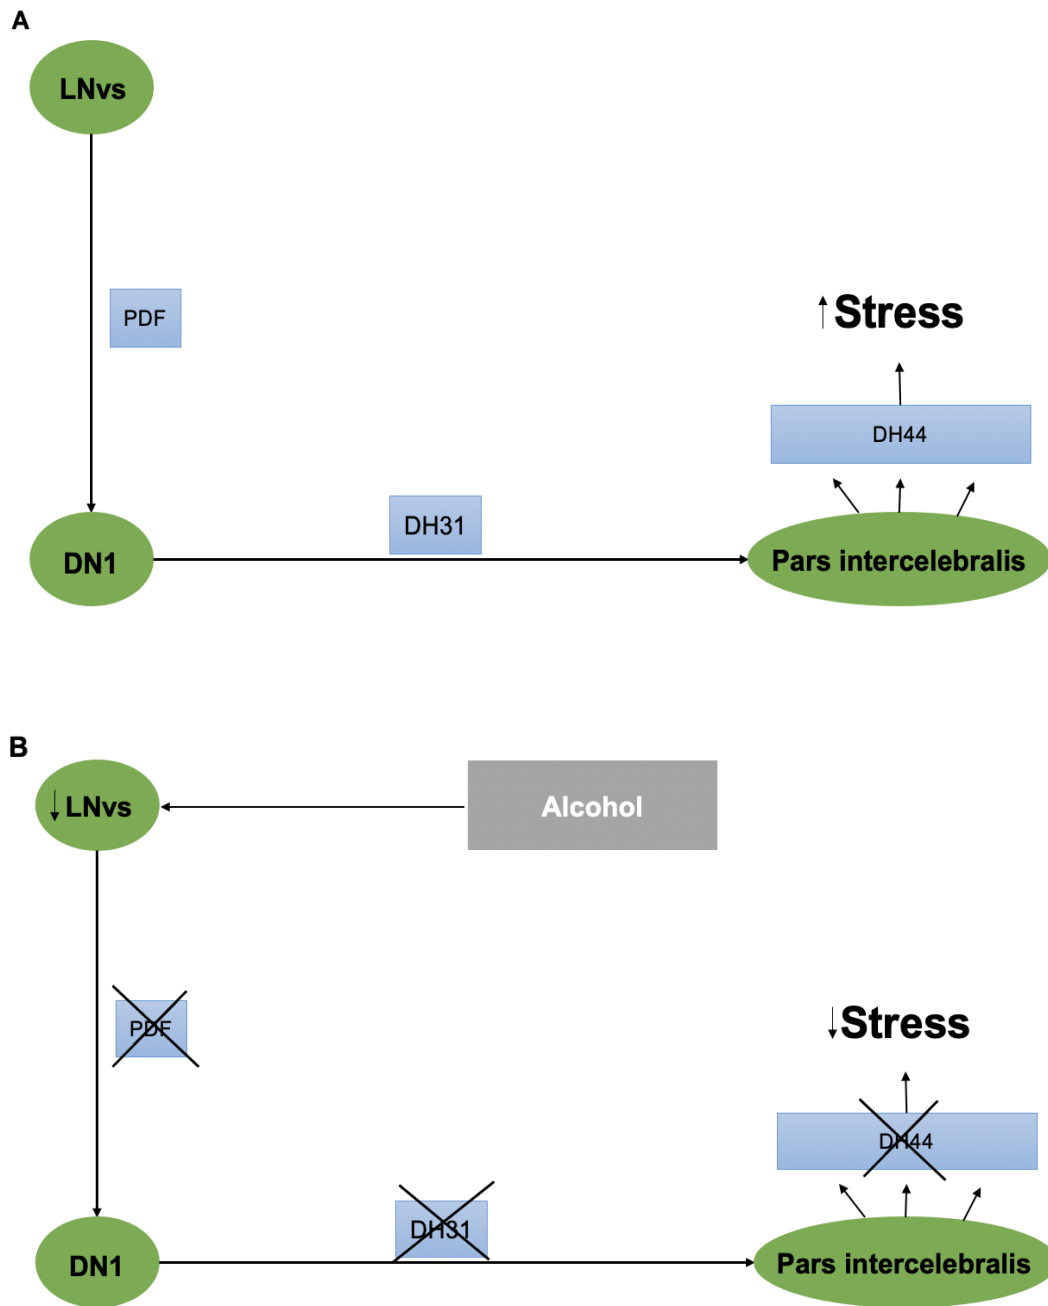 A
LNvs
PDF
↑Stress
DH44
DH31
DN1
Pars intercelebralis
B
↓LNvs
Alcohol
PDF
↓Stress
DH44
DH31
DN1
Pars intercelebralis